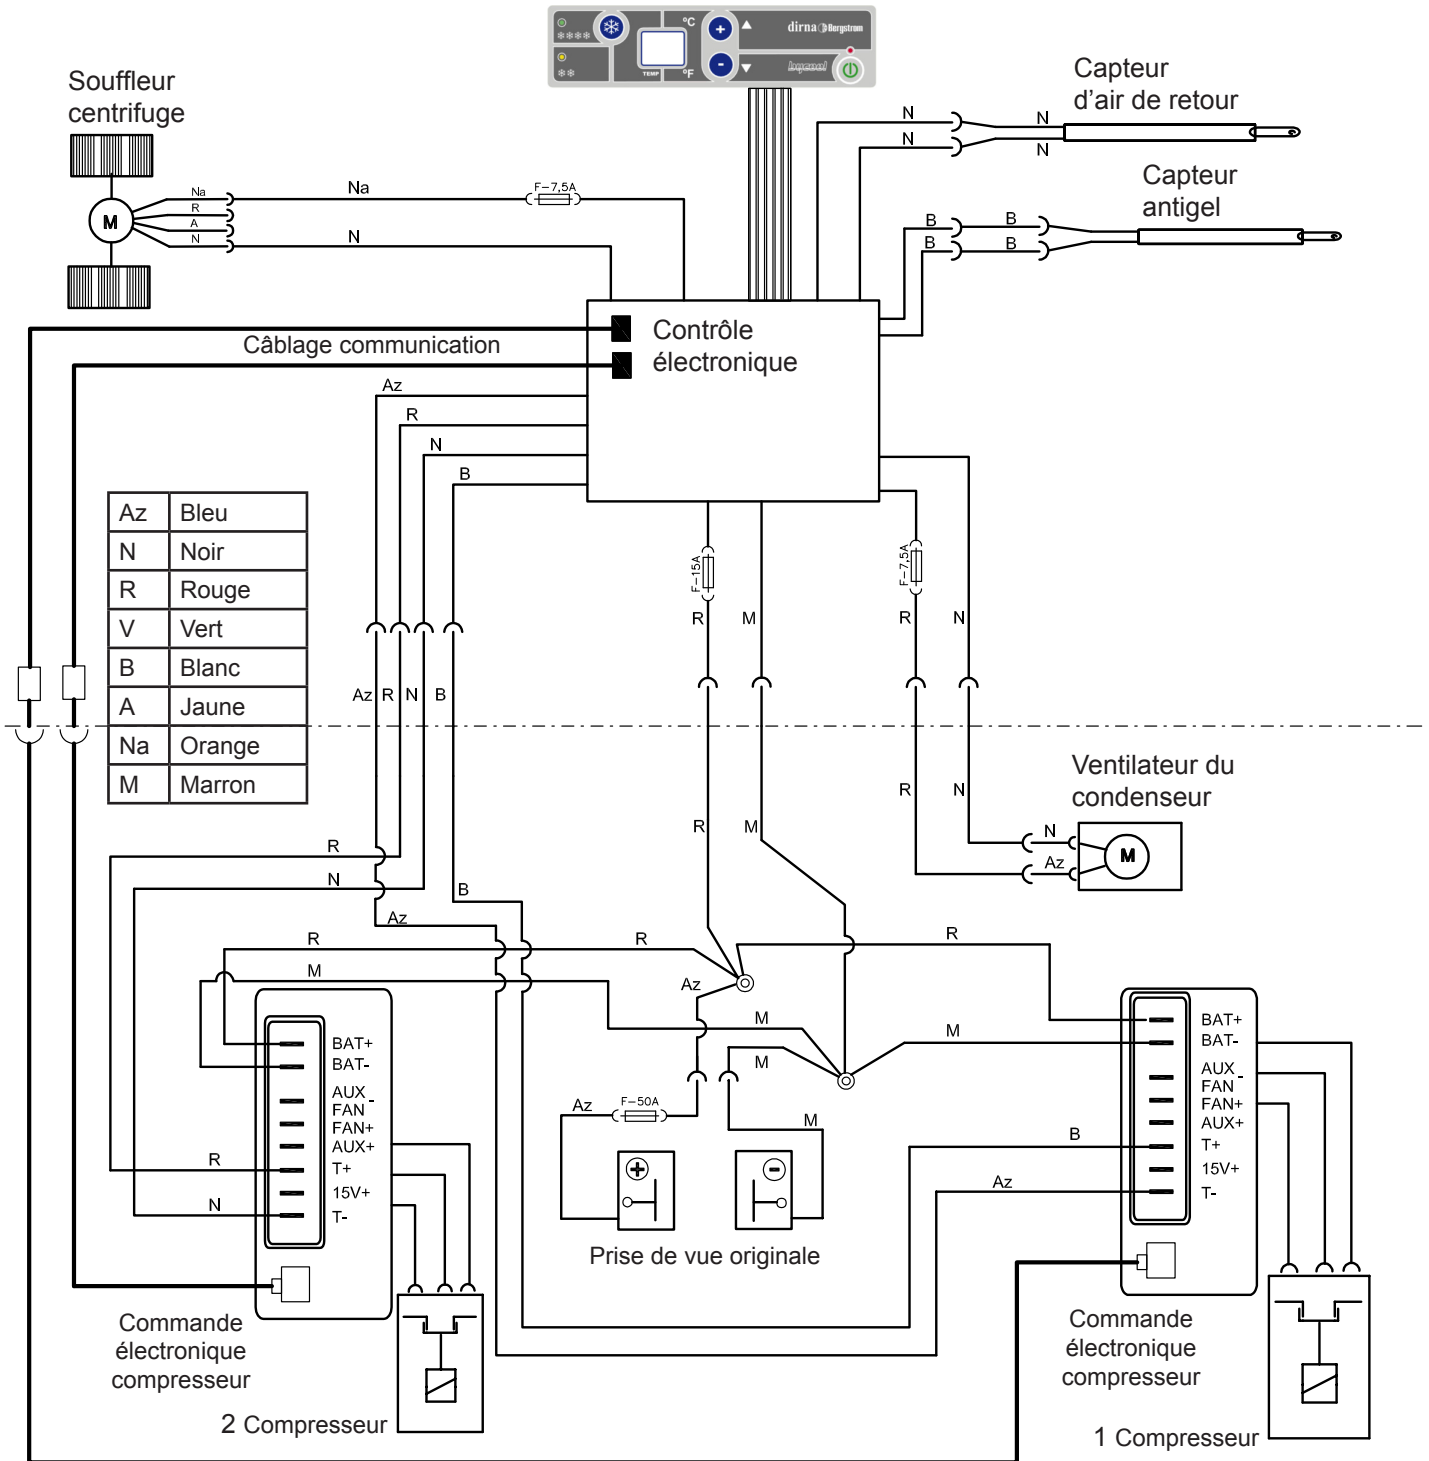 °C
dirna Bergstrom
TEMP
°F
bycool
+
-
Souffleur
centrifuge
Capteur
d'air de retour
N
N
N
N
Capteur
antigel
B
B
B
B
Na
R
A
N
M
Na
N
F-7,5A
Contrôle
électronique
Câblage communication
Az
R
N
B
Az Bleu
N Noir
R Rouge
V Vert
B Blanc
A Jaune
Na Orange
M Marron
F-15A
F-7,5A
R
M
R
N
Az
R
N
B
Ventilateur du
condenseur
R
N
R
M
N
Az
M
R
N
B
Az
R
R
R
M
Az
M
M
M
BAT+
BAT-
AUX
FAN -
FAN+
AUX+
T+
15V+
T-
R
N
Az
F-50A
M
+
-
Prise de vue originale
B
Az
BAT+
BAT-
AUX
FAN -
FAN+
AUX+
T+
15V+
T-
Commande
électronique
compresseur
2 Compresseur
Commande
électronique
compresseur
1 Compresseur